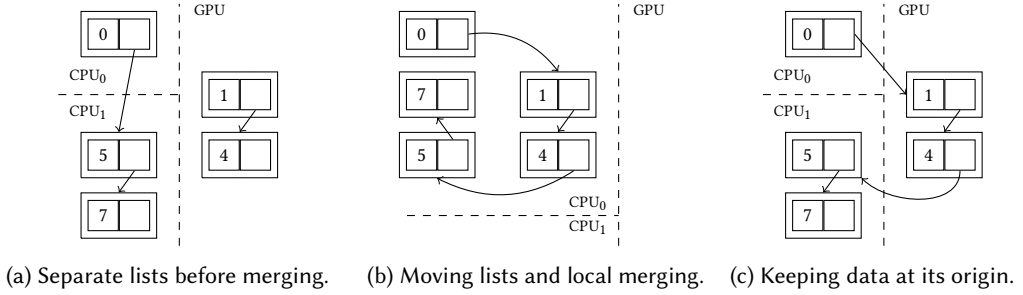 GPU
0
CPU0
CPU1
1
5
4
7
(a) Separate lists before merging.
GPU
0
7
1
5
4
CPU0
CPU1
(b) Moving lists and local merging.
GPU
0
CPU0
CPU1
1
5
4
7
(c) Keeping data at its origin.